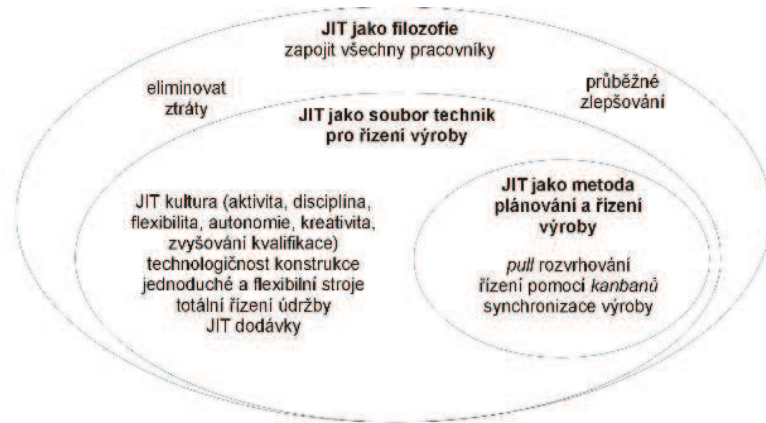 JIT jako filozofie
zapojit všechny pracovníky
eliminovat
ztráty
průběžné
zlepšování
JIT jako soubor technik
pro řízení výroby
JIT kultura (aktivita, disciplína,
flexibilita, autonomie, kreativita,
zvyšování kvalifikace)
technologičnost konstrukce
jednoduché a flexibilní stroje
totální řízení údržby
JIT dodávky
JIT jako metoda
plánování a řízení
výroby
pull rozvrhování
řízení pomocí kanbanů
synchronizace výroby